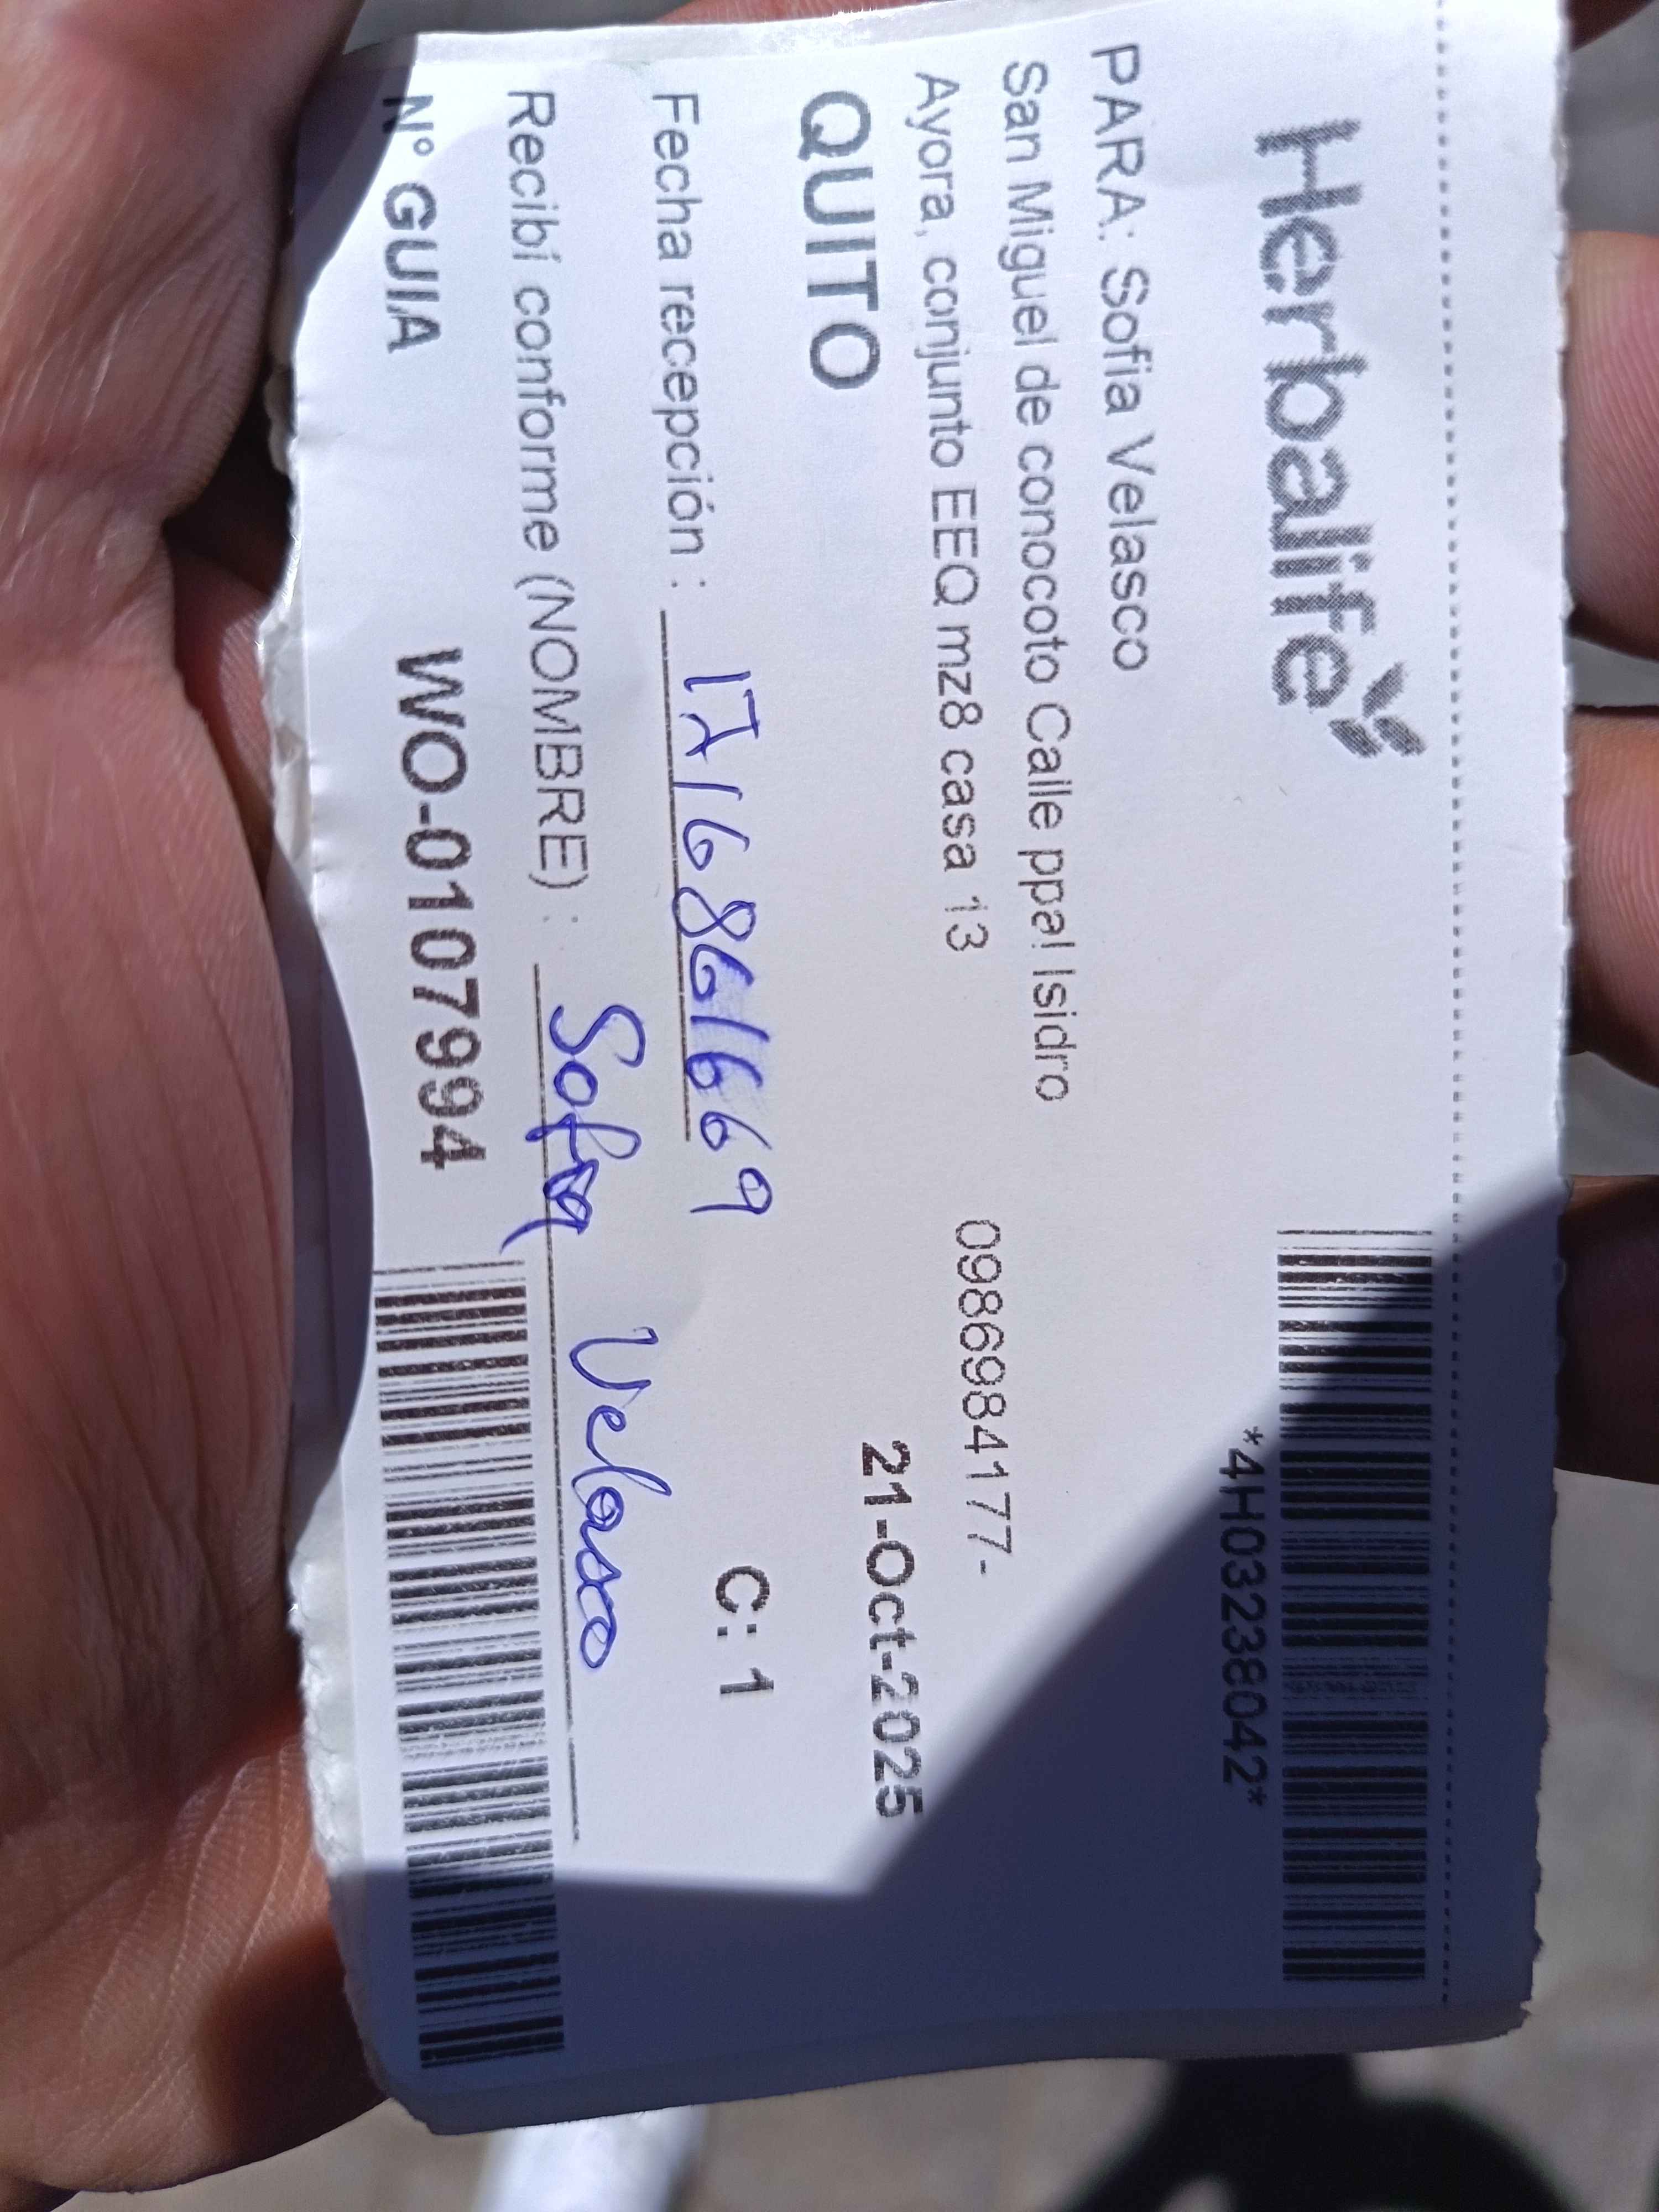 Herbalife
*4H03238042*
PARA: Sofia Velasco
San Miguel de conocoto Calle ppal Isidro
Ayora, conjunto EEQ mz8 casa 13 0986984177-
QUITO 21-Oct-2025
Fecha recepción : 1716861669 C: 1
Recibí conforme (NOMBRE) : Sofia Velasco
N° GUIA WO-0107994